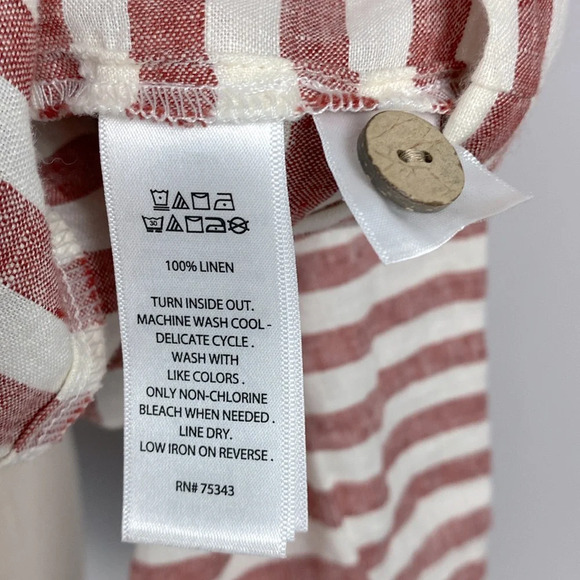 100% LINEN
TURN INSIDE OUT.
MACHINE WASH COOL -
DELICATE CYCLE .
WASH WITH
LIKE COLORS .
ONLY NON-CHLORINE
BLEACH WHEN NEEDED .
LINE DRY.
LOW IRON ON REVERSE .
RN# 75343